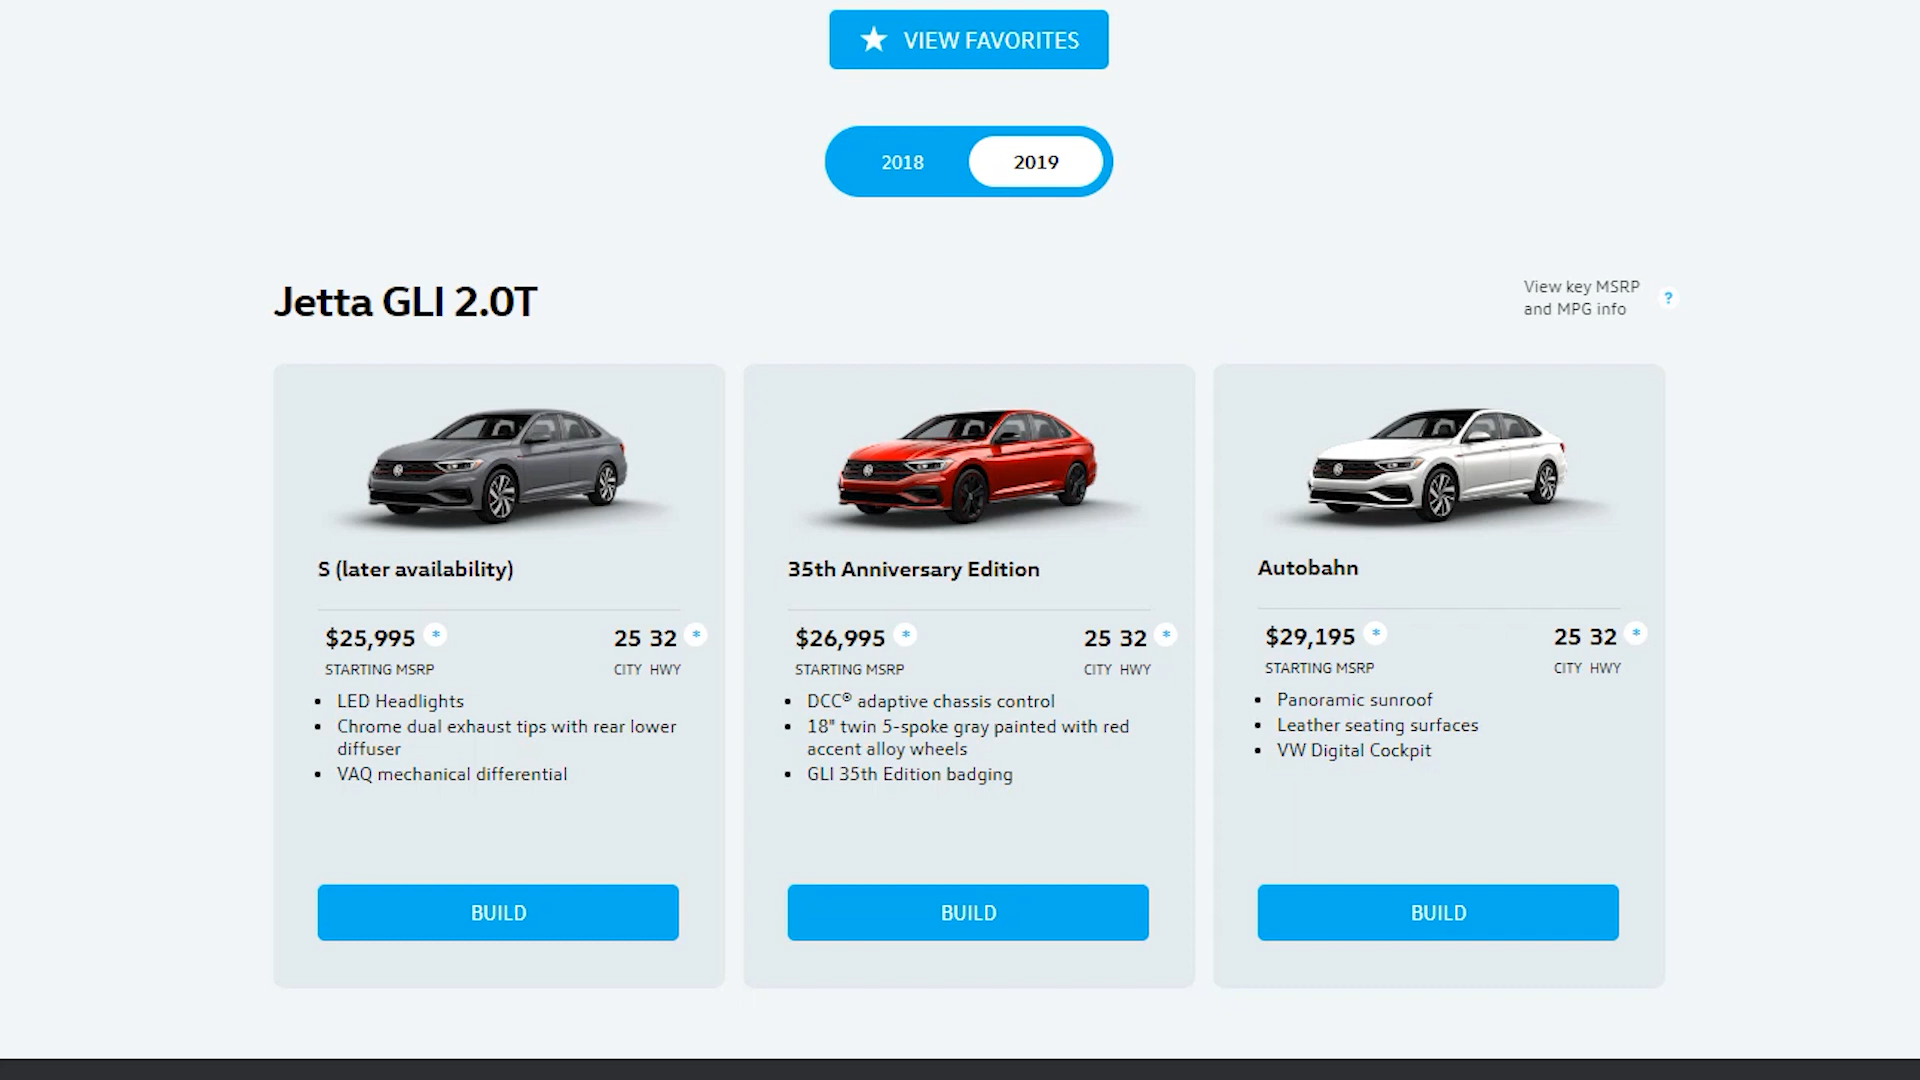 VIEW FAVORITES
2018 2019
Jetta GLI 2.0T
View key MSRP
and MPG info ?
S (later availability)
$25,995 * 25 32 *
STARTING MSRP CITY HWY
LED Headlights
Chrome dual exhaust tips with rear lower
diffuser
VAQ mechanical differential
BUILD
35th Anniversary Edition
$26,995 * 25 32 *
STARTING MSRP CITY HWY
DCC® adaptive chassis control
18" twin 5-spoke gray painted with red
accent alloy wheels
GLI 35th Edition badging
BUILD
Autobahn
$29,195 * 25 32 *
STARTING MSRP CITY HWY
Panoramic sunroof
Leather seating surfaces
VW Digital Cockpit
BUILD